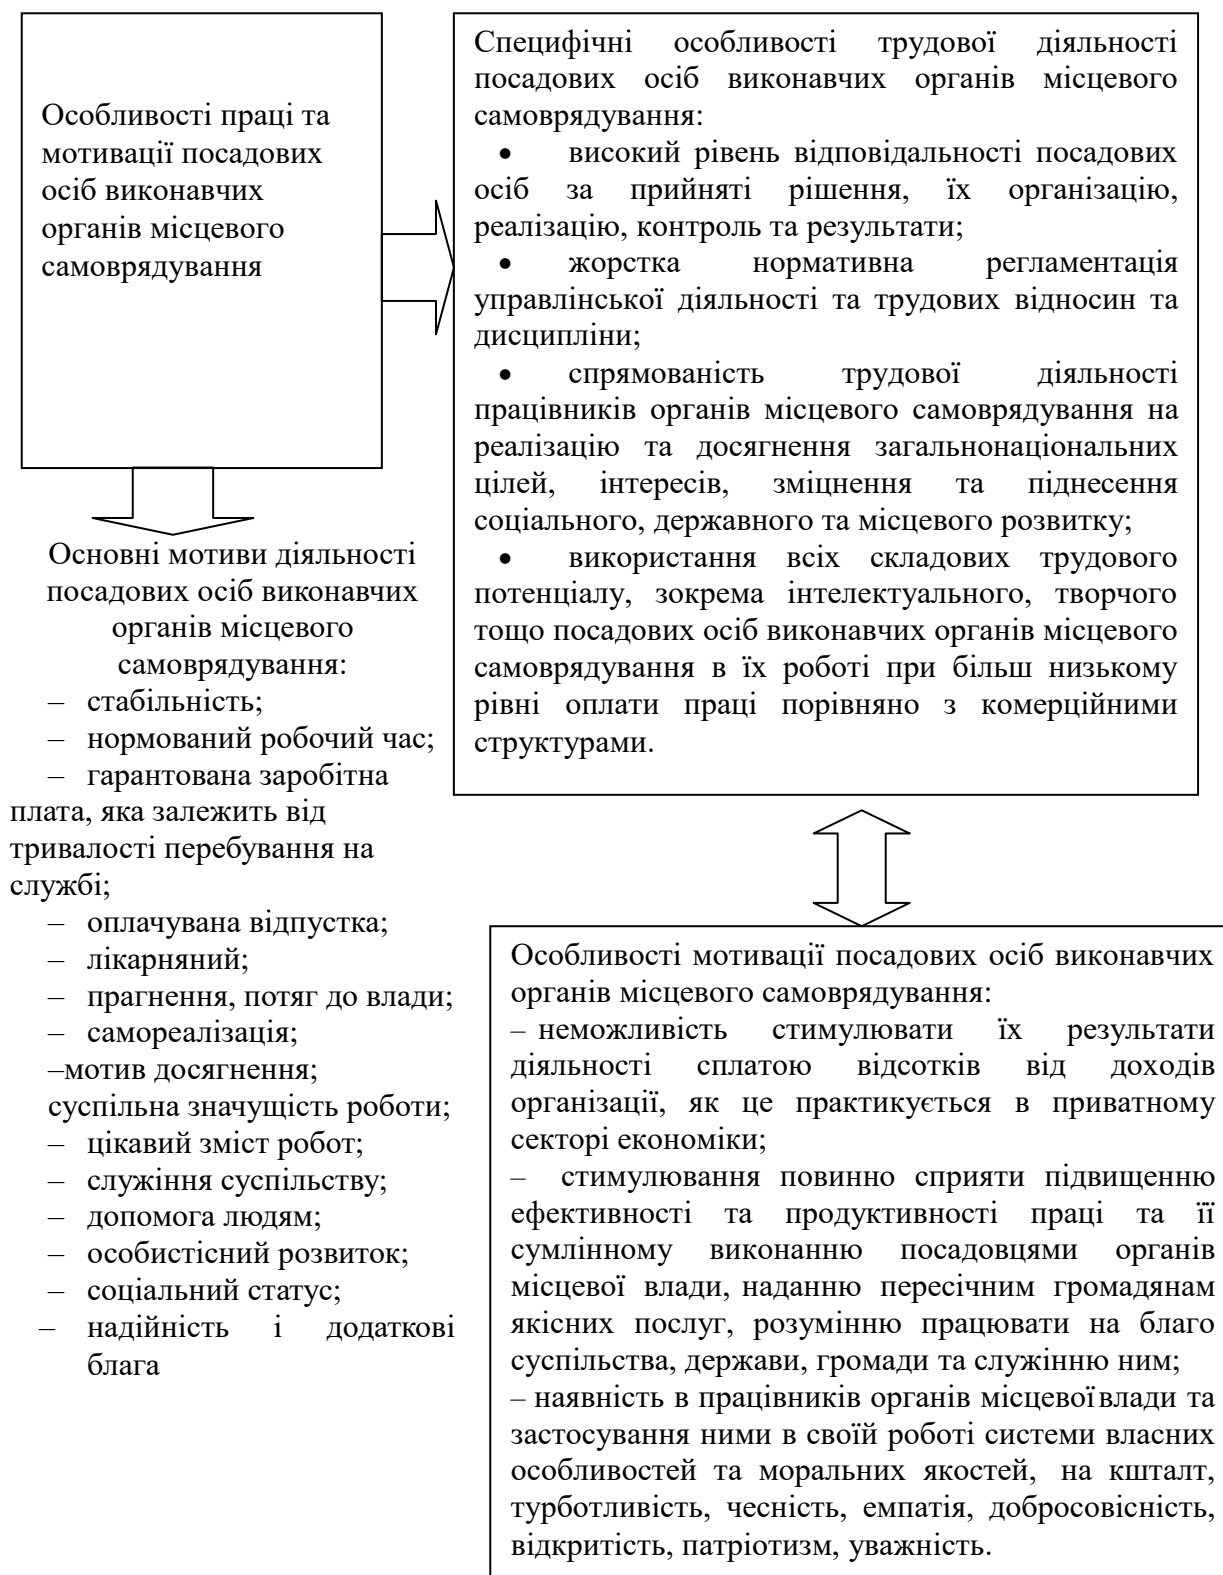 Особливості праці та
мотивації посадових
осіб виконавчих
органів місцевого
самоврядування
Специфічні особливості трудової діяльності
посадових осіб виконавчих органів місцевого
самоврядування:
• високий рівень відповідальності посадових
осіб за прийняті рішення, їх організацію,
реалізацію, контроль та результати;
• жорстка нормативна регламентація
управлінської діяльності та трудових відносин та
дисципліни;
• спрямованість трудової діяльності
працівників органів місцевого самоврядування на
реалізацію та досягнення загальнонаціональних
цілей, інтересів, зміцнення та піднесення
соціального, державного та місцевого розвитку;
• використання всіх складових трудового
потенціалу, зокрема інтелектуального, творчого
тощо посадових осіб виконавчих органів місцевого
самоврядування в їх роботі при більш низькому
рівні оплати праці порівняно з комерційними
структурами.
Основні мотиви діяльності
посадових осіб виконавчих
органів місцевого
самоврядування:
– стабільність;
– нормований робочий час;
– гарантована заробітна
плата, яка залежить від
тривалості перебування на
службі;
– оплачувана відпустка;
– лікарняний;
– прагнення, потяг до влади;
– самореалізація;
–мотив досягнення;
суспільна значущість роботи;
– цікавий зміст робот;
– служіння суспільству;
– допомога людям;
– особистісний розвиток;
– соціальний статус;
– надійність і додаткові
блага
Особливості мотивації посадових осіб виконавчих
органів місцевого самоврядування:
– неможливість стимулювати їх результати
діяльності сплатою відсотків від доходів
організації, як це практикується в приватному
секторі економіки;
– стимулювання повинно сприяти підвищенню
ефективності та продуктивності праці та її
сумлінному виконанню посадовцями органів
місцевої влади, наданню пересічним громадянам
якісних послуг, розумінню працювати на благо
суспільства, держави, громади та служінню ним;
– наявність в працівників органів місцевої влади та
застосування ними в своїй роботі системи власних
особливостей та моральних якостей, на кшталт,
турботливість, чесність, емпатія, добросовісність,
відкритість, патріотизм, уважність.